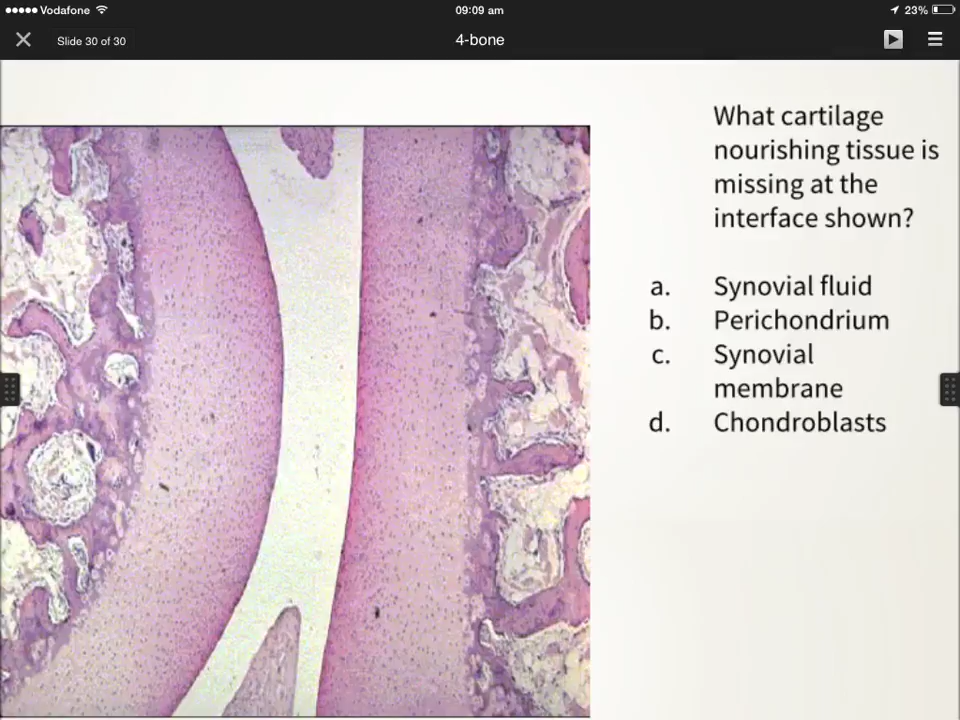 Vodafone 09:09 am 23%
Slide 30 of 30 4-bone
What cartilage
nourishing tissue is
missing at the
interface shown?
a. Synovial fluid
b. Perichondrium
c. Synovial
membrane
d. Chondroblasts